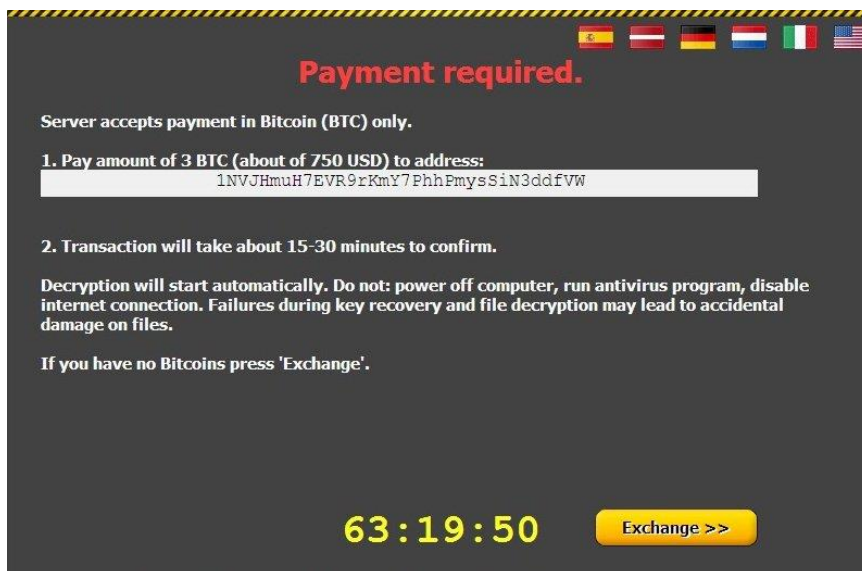 Payment required.
Server accepts payment in Bitcoin (BTC) only.
1. Pay amount of 3 BTC (about of 750 USD) to address:
1NVJHmuH7EVR9rKmY7PhhPmysSiN3ddfVW
2. Transaction will take about 15-30 minutes to confirm.
Decryption will start automatically. Do not: power off computer, run antivirus program, disable
internet connection. Failures during key recovery and file decryption may lead to accidental
damage on files.
If you have no Bitcoins press 'Exchange'.
63:19:50
Exchange >>